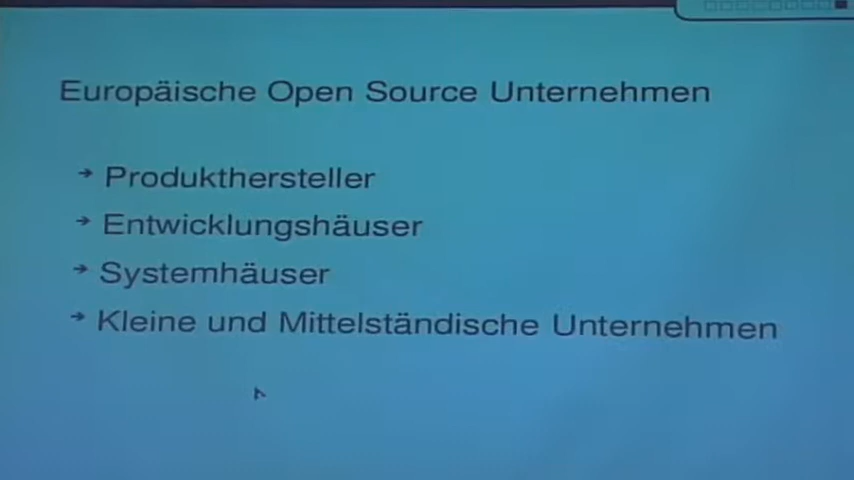 Europäische Open Source Unternehmen
Produkthersteller
Entwicklungshäuser
Systemhäuser
Kleine und Mittelständische Unternehmen